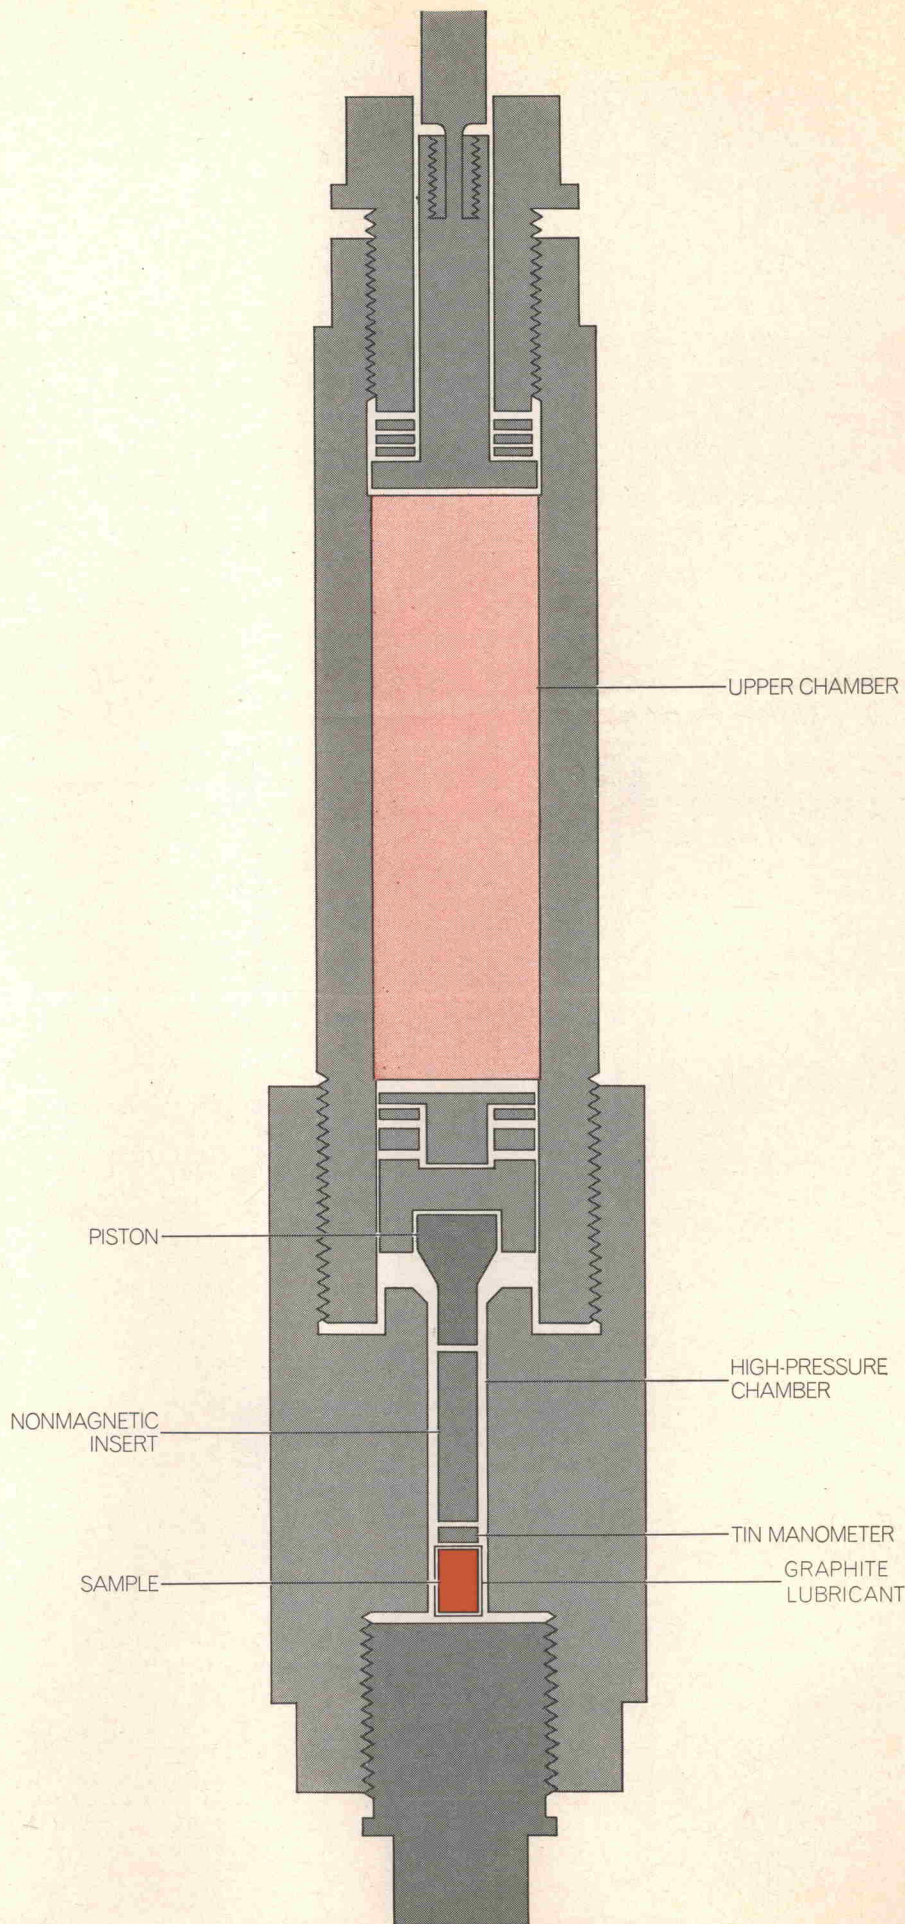 UPPER CHAMBER
PISTON
HIGH-PRESSURE
CHAMBER
NONMAGNETIC
INSERT
TIN MANOMETER
SAMPLE
GRAPHITE
LUBRICANT